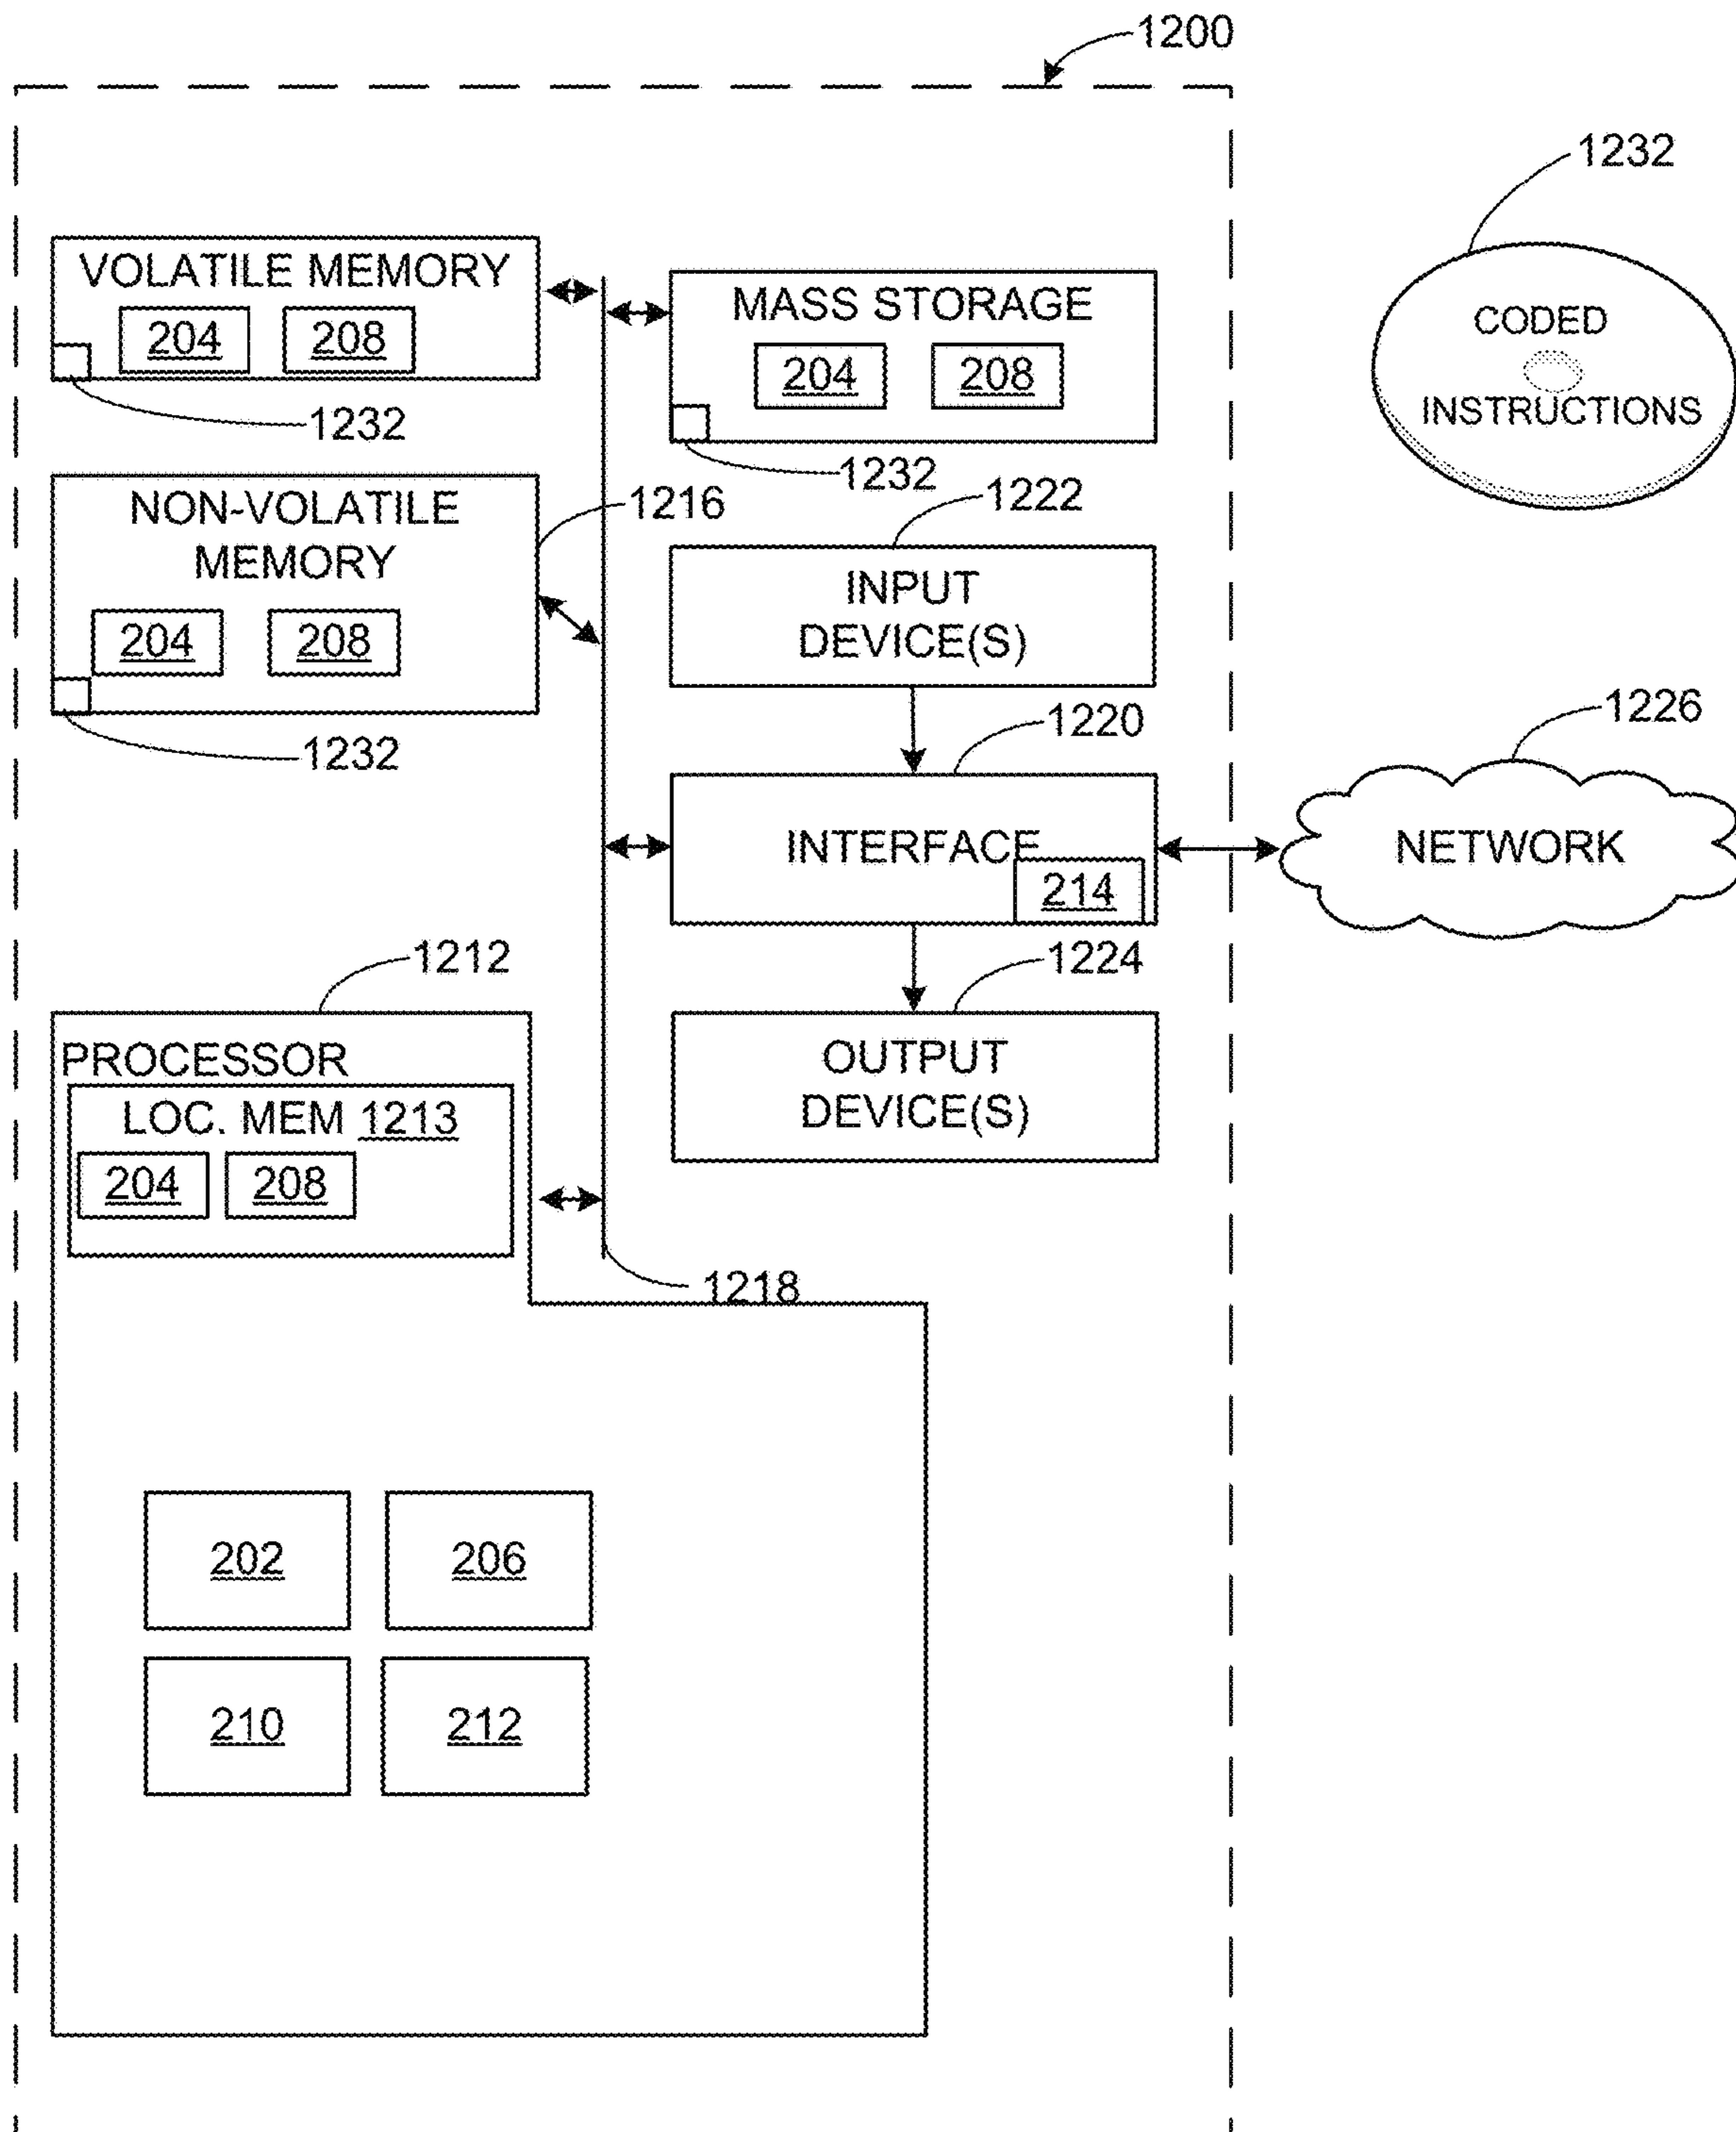 1200
1232
VOLATILE MEMORY
204 208
1232
MASS STORAGE
204 208
1232
CODED
INSTRUCTIONS
NON-VOLATILE
MEMORY
204 208
1232
1216
1222
INPUT
DEVICE(S)
1220
INTERFACE
214
1226
NETWORK
1224
OUTPUT
DEVICE(S)
1212
PROCESSOR
LOC. MEM 1213
204 208
1218
202 206
210 212